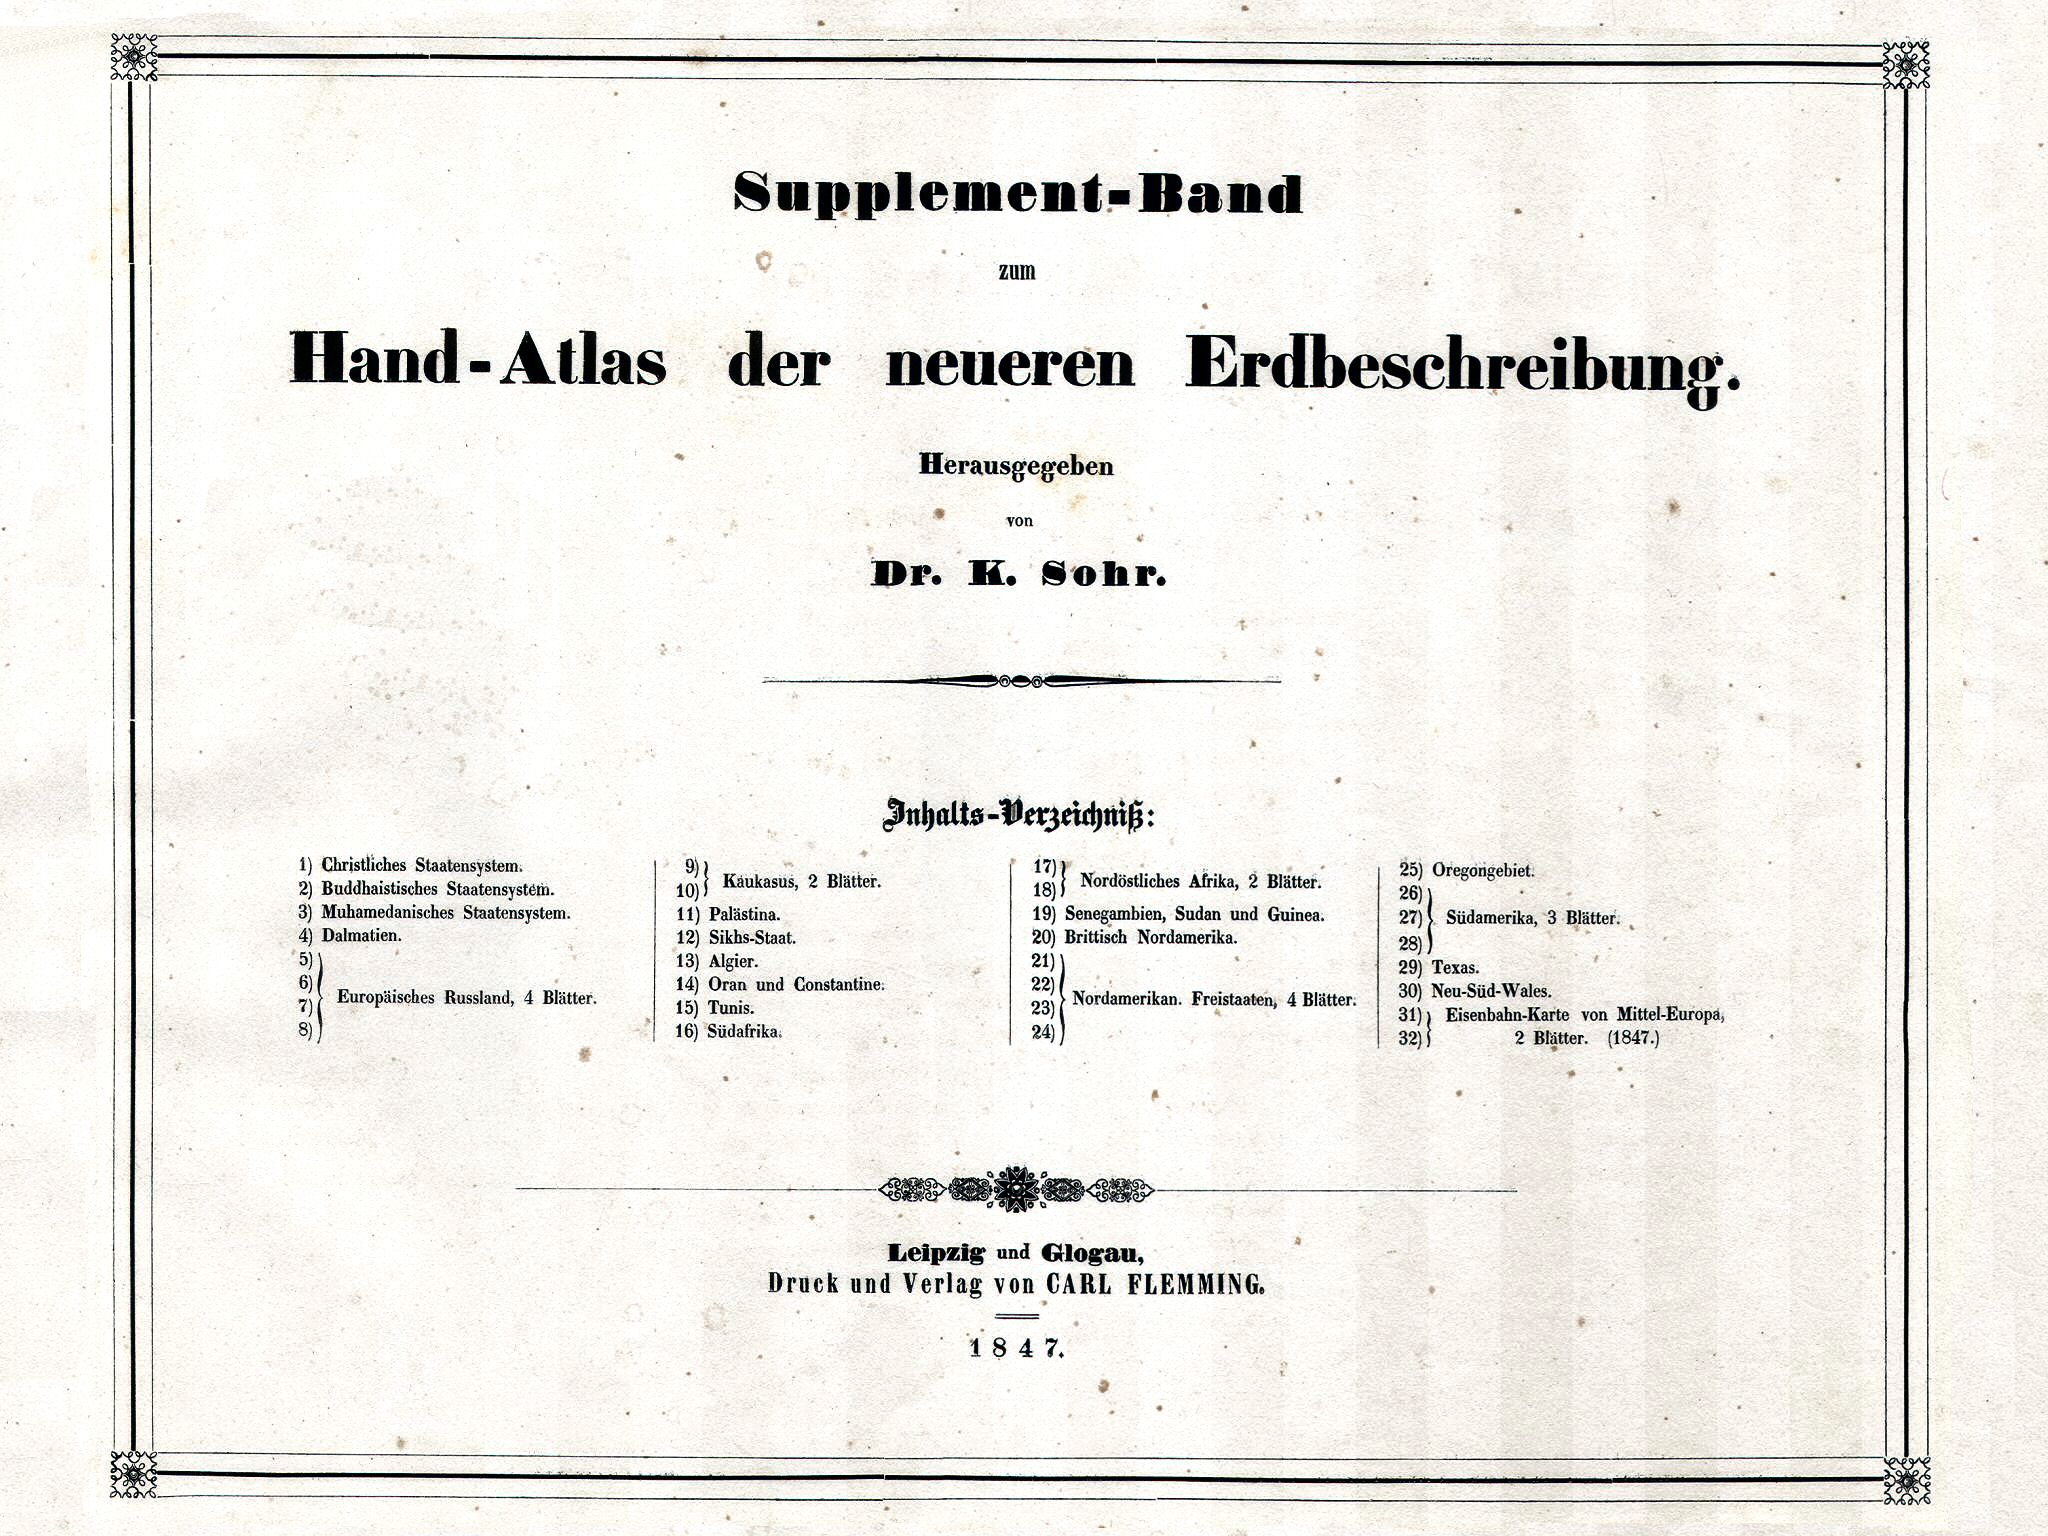 Supplement-Band
zum
Hand-Atlas der neueren Erdbeschreibung.
Herausgegeben
von
Dr. K. Sohr.
Inhalts-Verzeichniß:
1) Christliches Staatensystem.
2) Buddhaistisches Staatensystem.
3) Muhamedanisches Staatensystem.
4) Dalmatien.
5)
6)
7)
8)
Europäisches Russland, 4 Blätter.
9)
10)
Kaukasus, 2 Blätter.
11) Palästina.
12) Sikhs-Staat.
13) Algier.
14) Oran und Constantine.
15) Tunis.
16) Südafrika.
17)
18)
Nordöstliches Afrika, 2 Blätter.
19) Senegambien, Sudan und Guinea.
20) Brittisch Nordamerika.
21)
22)
23)
24)
Nordamerikan. Freistaaten, 4 Blätter.
25) Oregongebiet.
26)
27)
28)
Südamerika, 3 Blätter.
29) Texas.
30) Neu-Süd-Wales.
31)
32)
Eisenbahn-Karte von Mittel-Europa,
2 Blätter. (1847.)
Leipzig und Glogau,
Druck und Verlag von CARL FLEMMING.
1847.